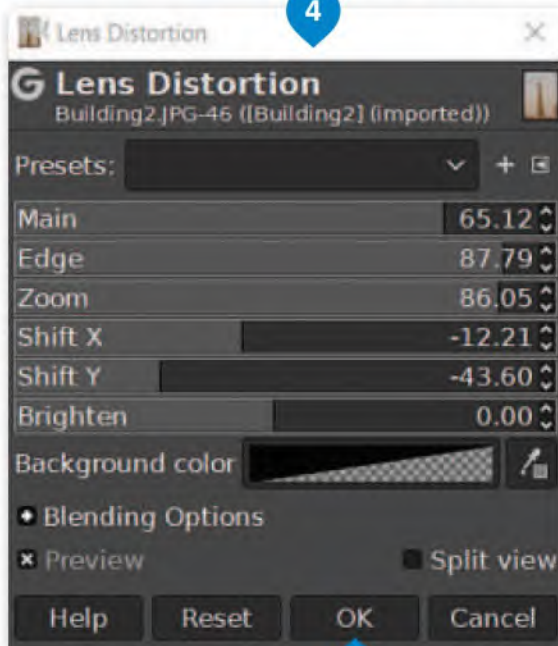 4
Lens Distortion
G Lens Distortion
Building2.JPG-46 ([Building2] (imported))
Presets:
Main 65.12
Edge 87.79
Zoom 86.05
Shift X -12.21
Shift Y -43.60
Brighten 0.00
Background color
Blending Options
Preview Split view
Help Reset OK Cancel